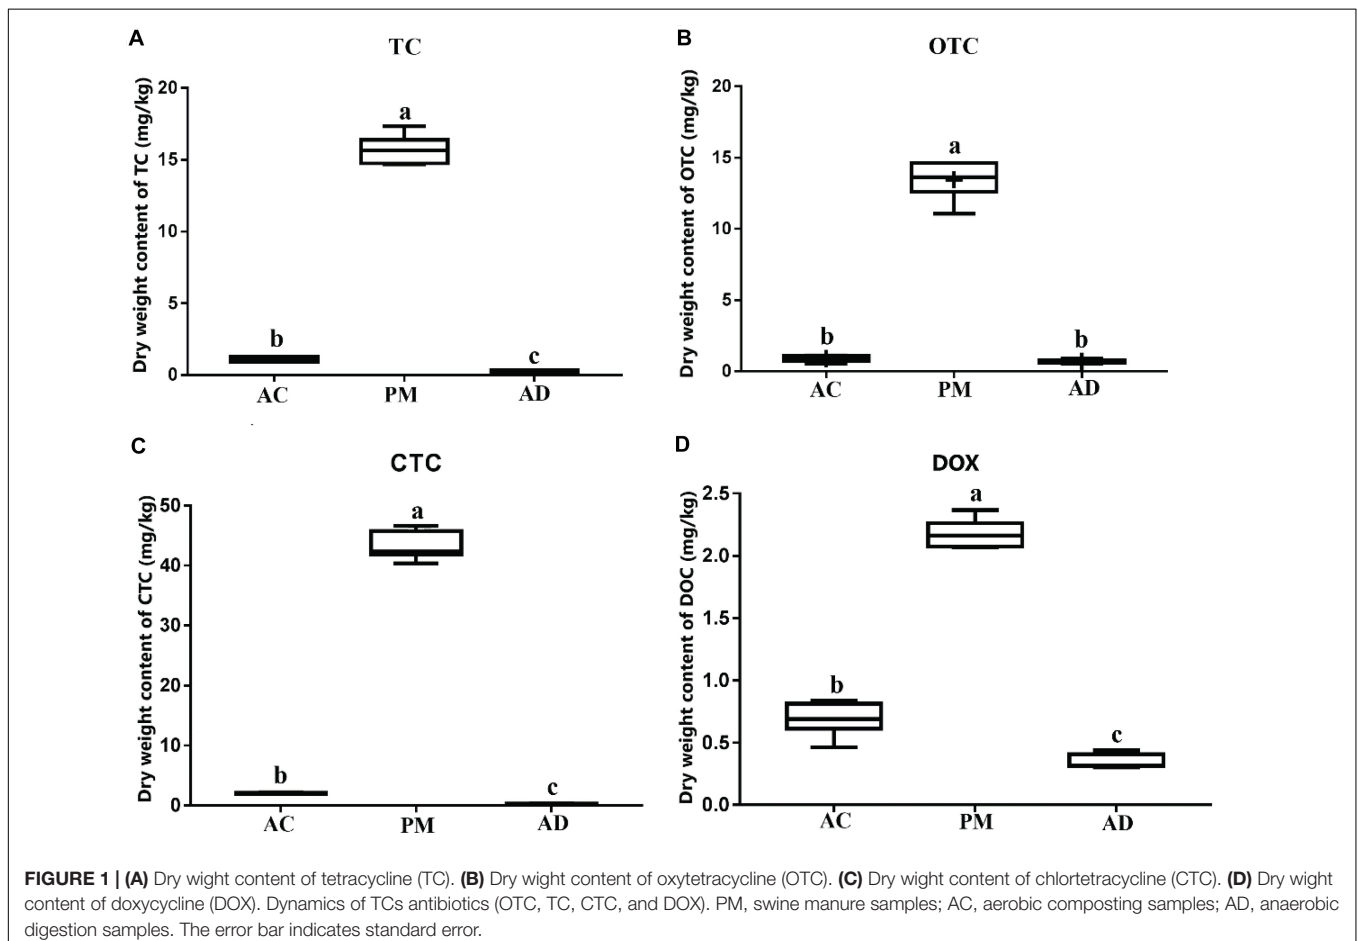 A
TC
Dry weight content of TC (mg/kg)
20
15
10
5
0
a
b
c
AC
PM
AD
B
OTC
Dry weight content of OTC (mg/kg)
20
15
10
5
0
a
b
b
AC
PM
AD
C
CTC
Dry weight content of CTC (mg/kg)
50
40
30
20
10
0
a
b
c
AC
PM
AD
D
DOX
Dry weight content of DOC (mg/kg)
2.5
2.0
1.5
1.0
0.5
0.0
a
b
c
AC
PM
AD
FIGURE 1 | (A) Dry wight content of tetracycline (TC). (B) Dry wight content of oxytetracycline (OTC). (C) Dry wight content of chlortetracycline (CTC). (D) Dry wight
content of doxycycline (DOX). Dynamics of TCs antibiotics (OTC, TC, CTC, and DOX). PM, swine manure samples; AC, aerobic composting samples; AD, anaerobic
digestion samples. The error bar indicates standard error.